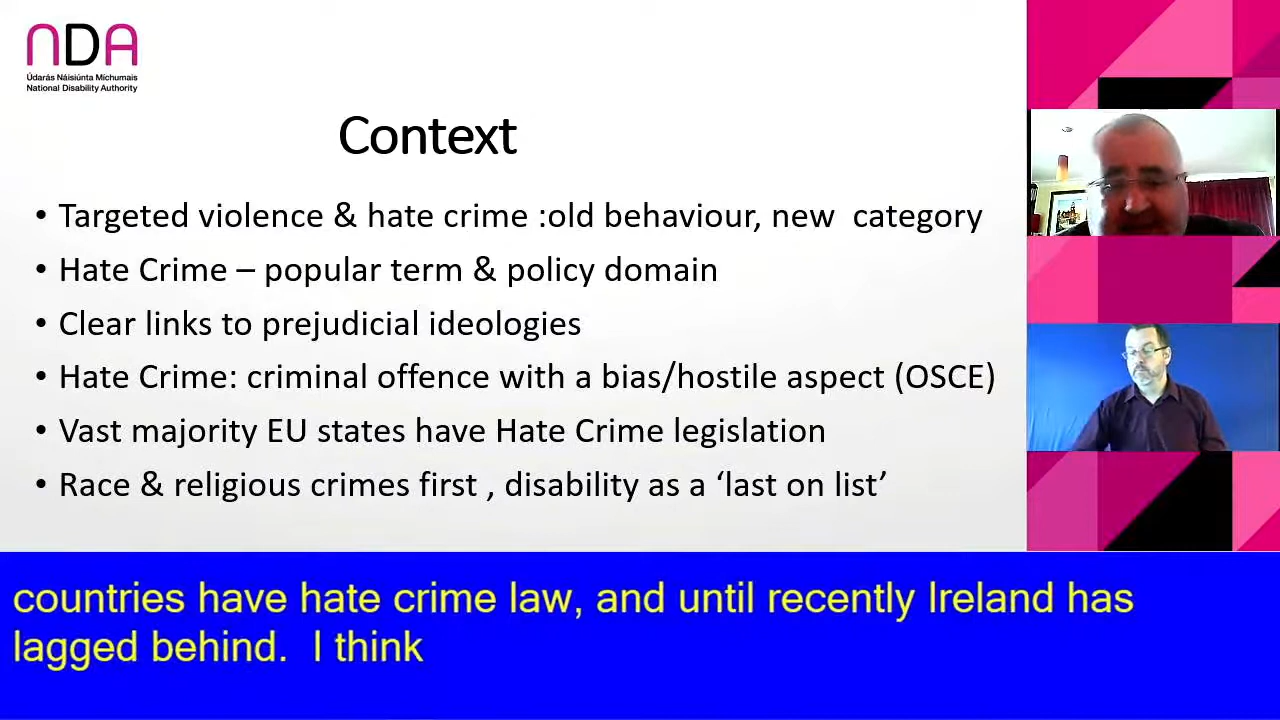 NDA
Údarás Náisiúnta Míchumais
National Disability Authority
Context
• Targeted violence & hate crime :old behaviour, new  category
• Hate Crime – popular term & policy domain
• Clear links to prejudicial ideologies
• Hate Crime: criminal offence with a bias/hostile aspect (OSCE)
• Vast majority EU states have Hate Crime legislation
• Race & religious crimes first , disability as a ‘last on list’
countries have hate crime law, and until recently Ireland has
lagged behind.  I think